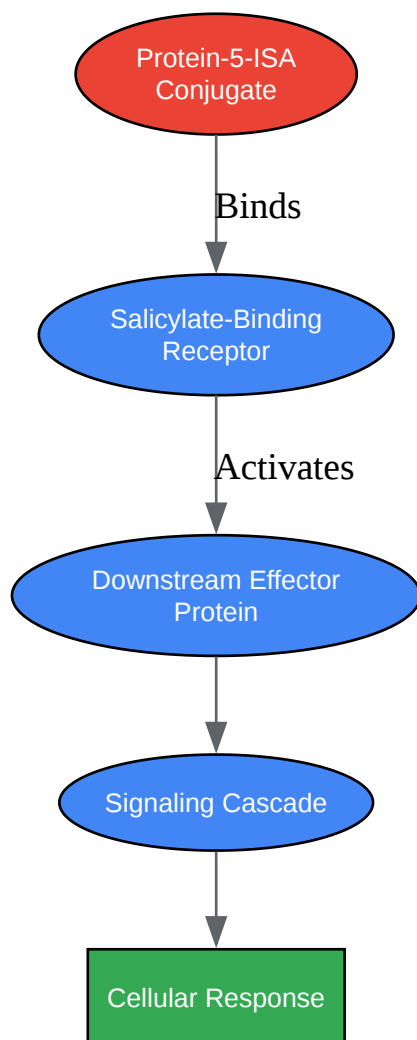 Protein-5-ISA
Conjugate
Binds
Salicylate-Binding
Receptor
Activates
Downstream Effector
Protein
Signaling Cascade
Cellular Response